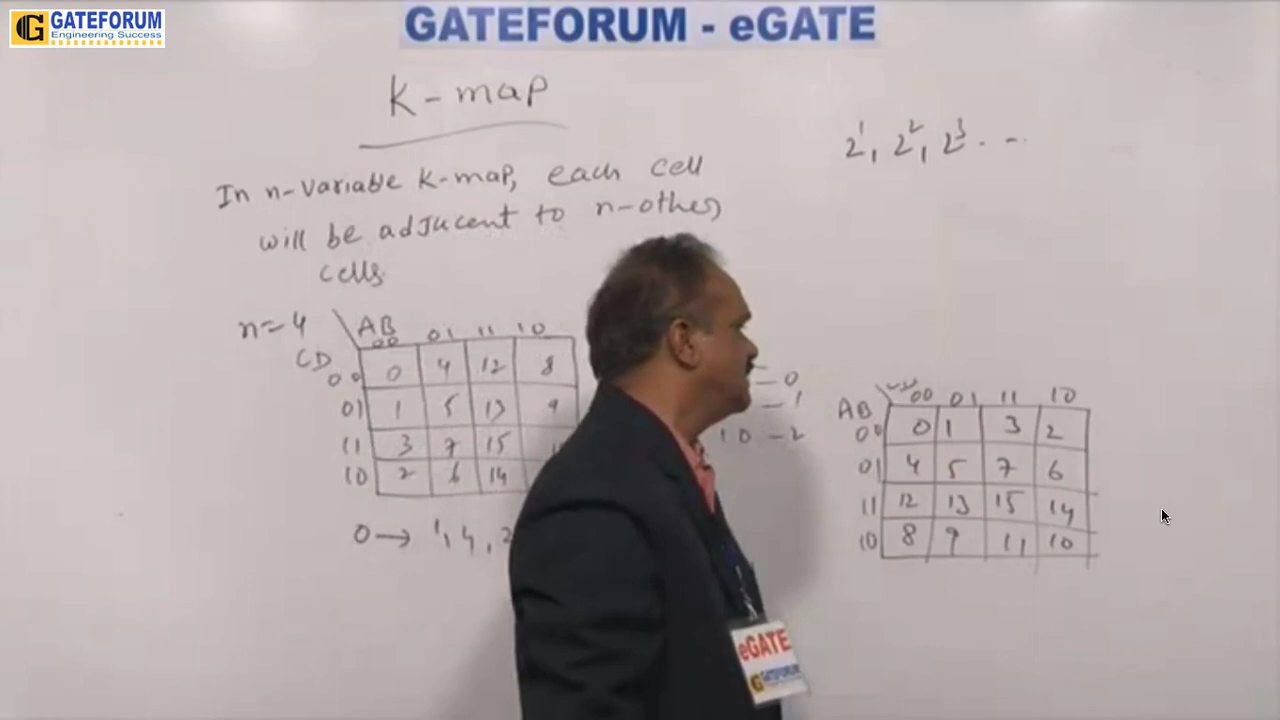 GATEFORUM
Engineering Success
GATEFORUM - eGATE
K-map
2¹, 2², 2³ . --
In n-variable K-map, each cell
will be adjucent to n-other
cells
n=4
AB
00 01 11 10
CD
00 0 4 12 8
01 1 5 13 9
11 3 7 15
10 2 6 14
0 → 1, 4, 2
- 0
- 1
10 - 2
00 01 11 10
AB
00 0 1 3 2
01 4 5 7 6
11 12 13 15 14
10 8 9 11 10
eGATE
GATEFORUM